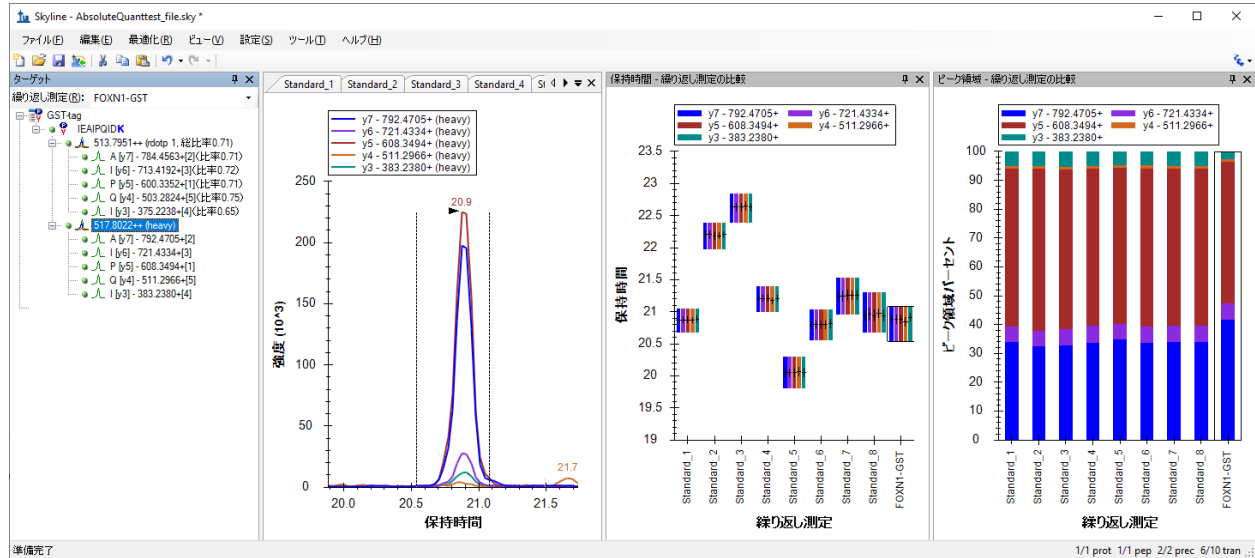 Skyline - AbsoluteQuanttest_file.sky *
ファイル(F) 編集(E) 最適化(R) ビュー(V) 設定(S) ツール(T) ヘルプ(H)
ターゲット
繰り返し測定(R): FOXN1-GST
GST-tag
IEAIPQIDK
513.7951++ (rdotp 1, 総比率0.71)
A [y7] - 784.4563+[2](比率0.71)
I [y6] - 713.4192+[3](比率0.72)
P [y5] - 600.3352+[1](比率0.71)
Q [y4] - 503.2824+[5](比率0.75)
I [y3] - 375.2238+[4](比率0.65)
517.8022++ (heavy)
A [y7] - 792.4705+[2]
I [y6] - 721.4334+[3]
P [y5] - 608.3494+[1]
Q [y4] - 511.2966+[5]
I [y3] - 383.2380+[4]
Standard_1 Standard_2 Standard_3 Standard_4 St
y7 - 792.4705+ (heavy)
y6 - 721.4334+ (heavy)
y5 - 608.3494+ (heavy)
y4 - 511.2966+ (heavy)
y3 - 383.2380+ (heavy)
250
200
150
100
50
0
強度 (10^3)
20.9
21.7
20.0 20.5 21.0 21.5
保持時間
保持時間 - 繰り返し測定の比較
y7 - 792.4705+ y6 - 721.4334+
y5 - 608.3494+ y4 - 511.2966+
y3 - 383.2380+
23.5
23
22.5
22
21.5
21
20.5
20
19.5
19
保持時間
Standard_1 Standard_2 Standard_3 Standard_4 Standard_5 Standard_6 Standard_7 Standard_8 FOXN1-GST
繰り返し測定
ピーク領域 - 繰り返し測定の比較
y7 - 792.4705+ y6 - 721.4334+
y5 - 608.3494+ y4 - 511.2966+
y3 - 383.2380+
100
90
80
70
60
50
40
30
20
10
0
ピーク領域パーセント
Standard_1 Standard_2 Standard_3 Standard_4 Standard_5 Standard_6 Standard_7 Standard_8 FOXN1-GST
繰り返し測定
準備完了
1/1 prot 1/1 pep 2/2 prec 6/10 tran